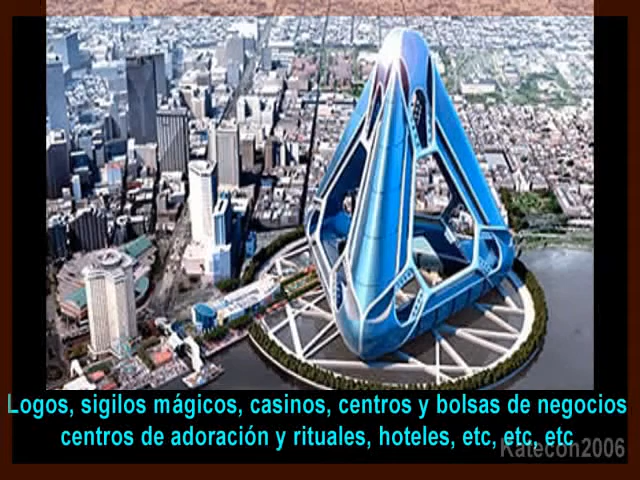 Logos, sigilos mágicos, casinos, centros y bolsas de negocios
centros de adoración y rituales, hoteles, etc, etc, etc
Katecon2006